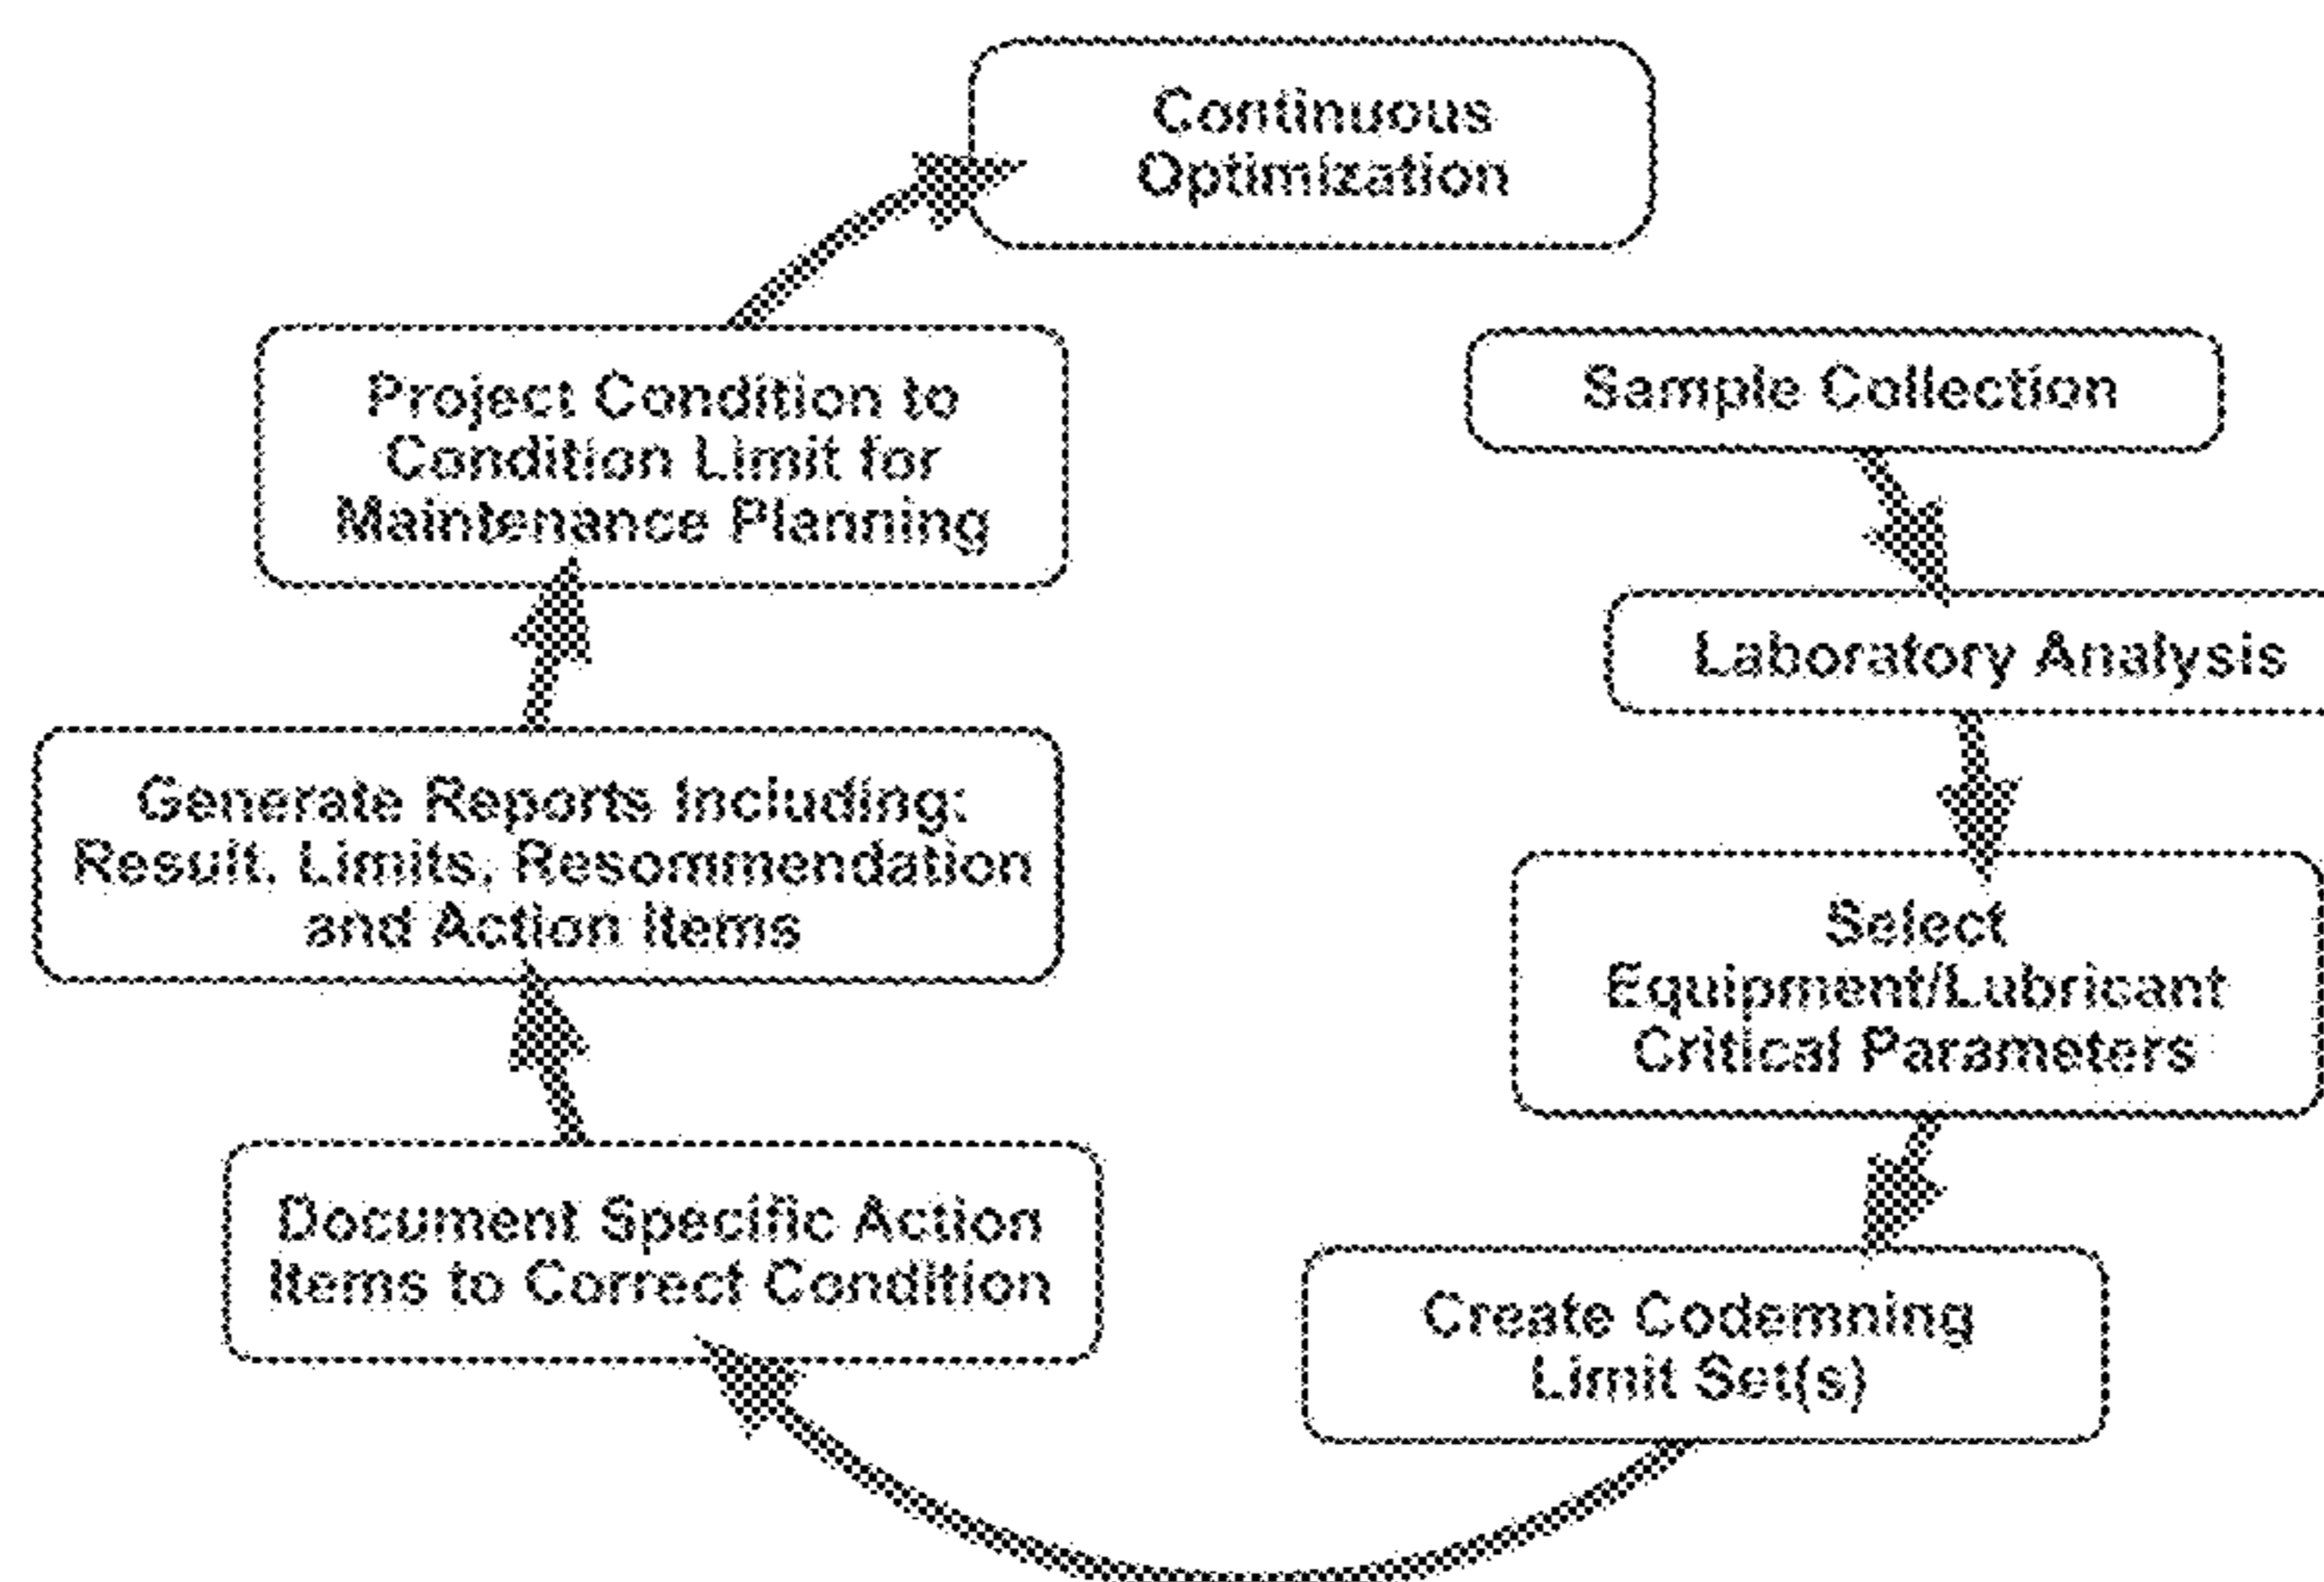 Continuous
Optimization
Sample Collection
Laboratory Analysis
Select
Equipment/Lubricant
Critical Parameters
Create Codemning
Limit Set(s)
Document Specific Action
Items to Correct Condition
Generate Reports Including:
Result, Limits, Resommendation
and Action Items
Project Condition to
Condition Limit for
Maintenance Planning